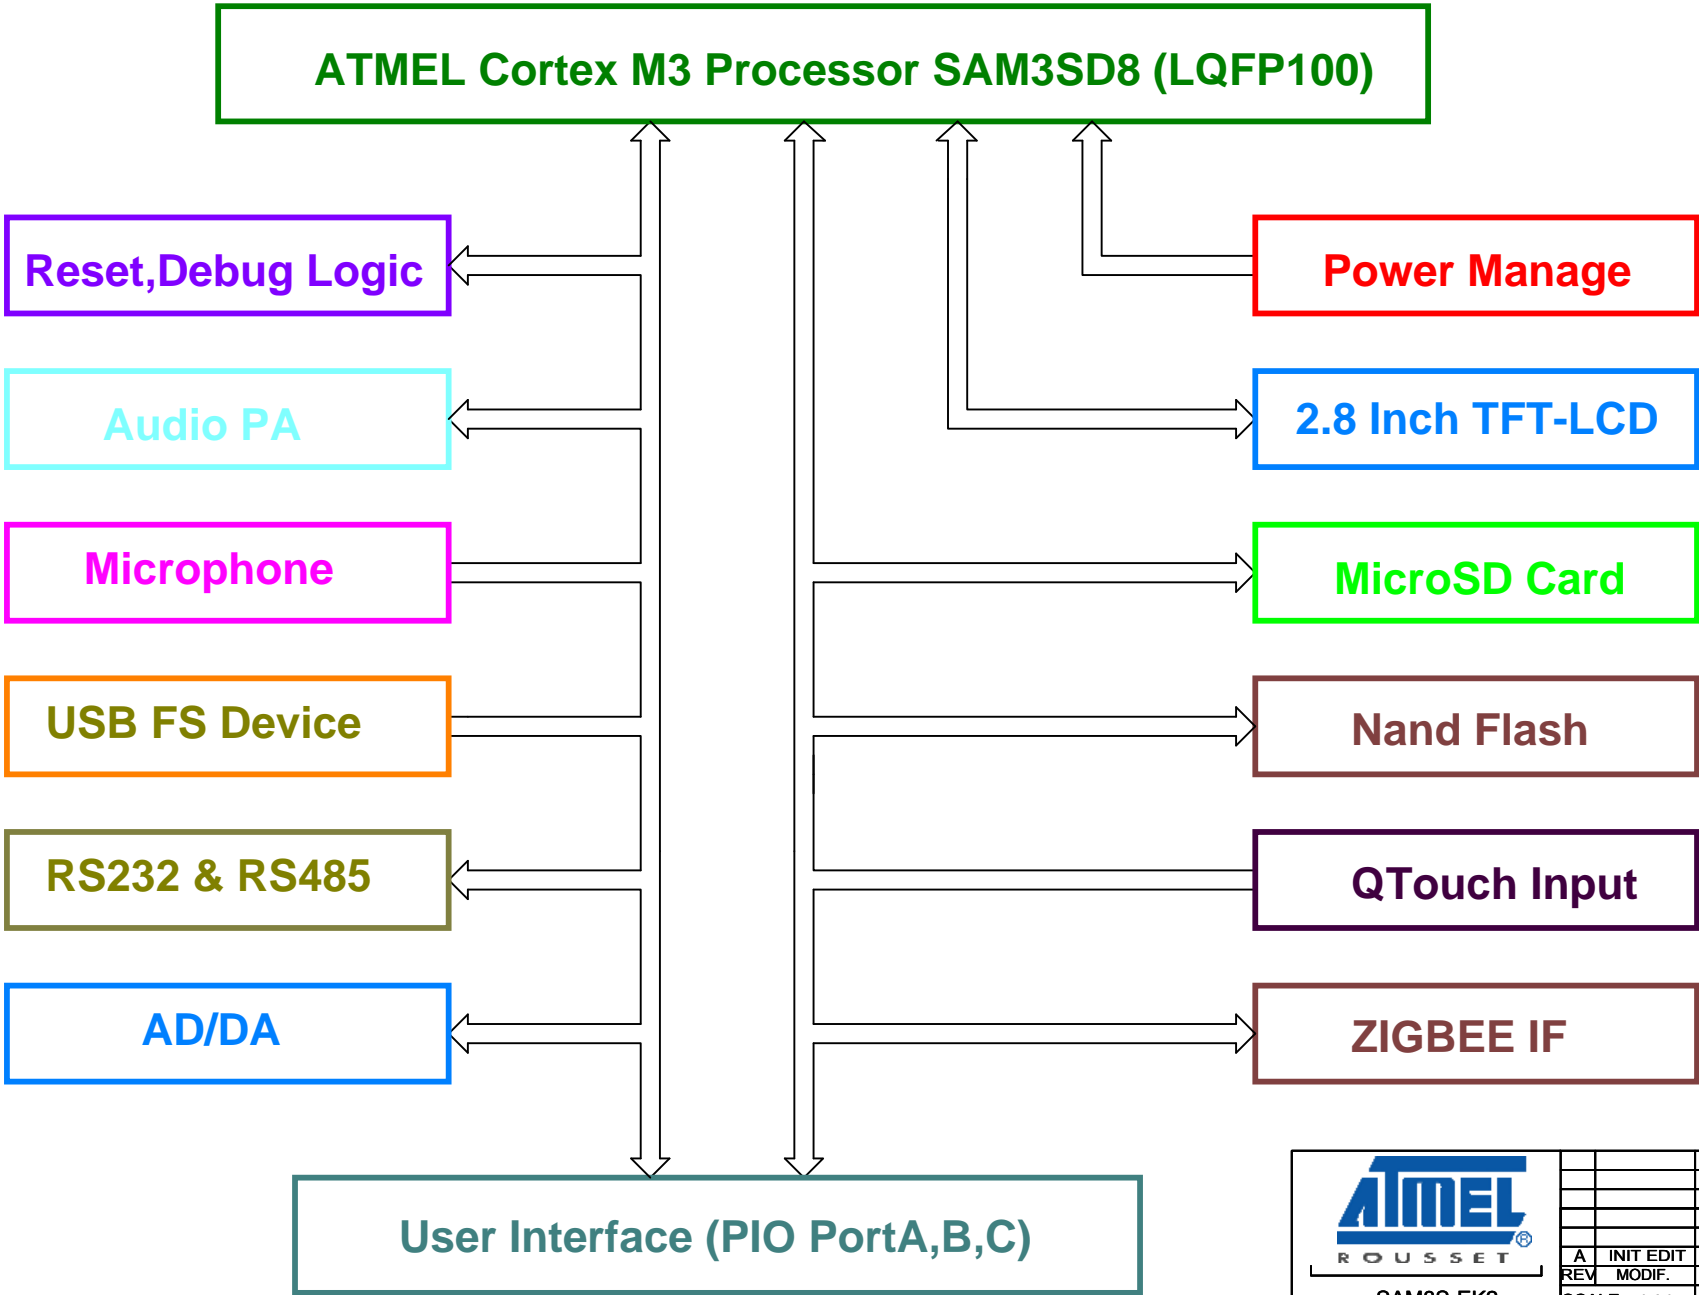 ATMEL Cortex M3 Processor SAM3SD8 (LQFP100)
Reset,Debug Logic
Power Manage
Audio PA
2.8 Inch TFT-LCD
Microphone
MicroSD Card
USB FS Device
Nand Flash
RS232 & RS485
QTouch Input
AD/DA
ZIGBEE IF
User Interface (PIO PortA,B,C)
ATMEL ®
ROUSSET
A INIT EDIT
REV MODIF.